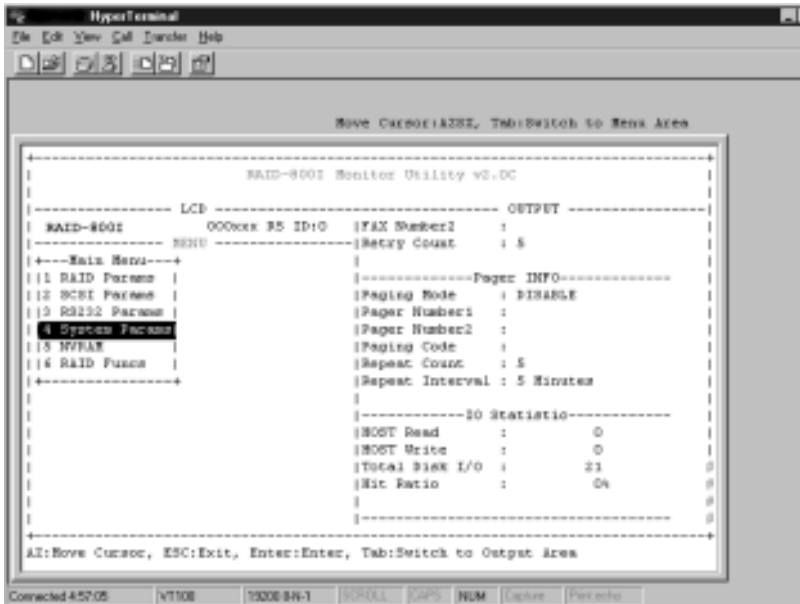 HyperTerminal
File Edit View Call Transfer Help
Move Cursor:AZSX, Tab:Switch to Menu Area
RAID-800I Monitor Utility v2.0C
LCD OUTPUT
RAID-800I 000xxx R5 ID:0 FAX Number2 :
MENU Retry Count : 5
Main Menu
1 RAID Params Pager INFO
2 SCSI Params Paging Mode : DISABLE
3 RS232 Params Pager Number1 :
4 System Params Pager Number2 :
5 NVRAM Paging Code :
6 RAID Funcs Repeat Count : 5
Repeat Interval : 5 Minutes
IO Statistic
HOST Read : 0
HOST Write : 0
Total Disk I/O : 21
Hit Ratio : 0%
AZ:Move Cursor, ESC:Exit, Enter:Enter, Tab:Switch to Output Area
Connected 4:57:05 VT100 19200 8-N-1 SCROLL CAPS NUM Capture Print echo